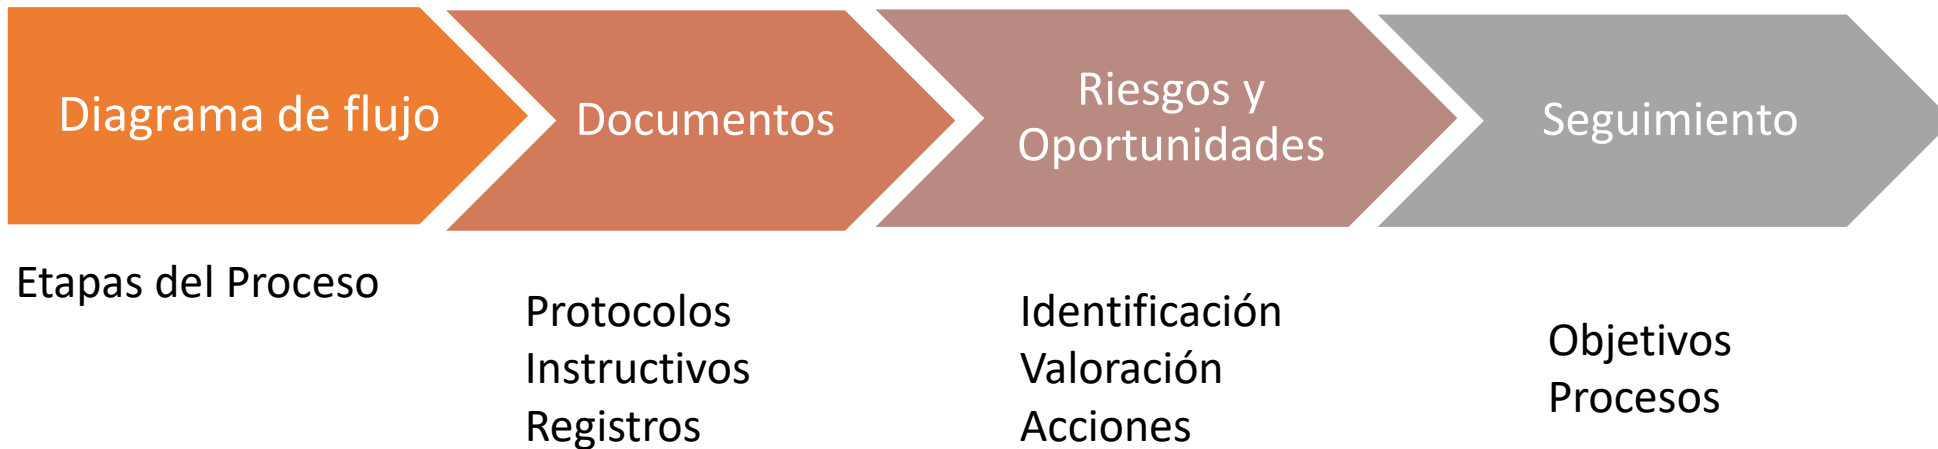 Diagrama de flujo
Documentos
Riesgos y
Oportunidades
Seguimiento
Etapas del Proceso
Protocolos
Instructivos
Registros
Identificación
Valoración
Acciones
Objetivos
Procesos